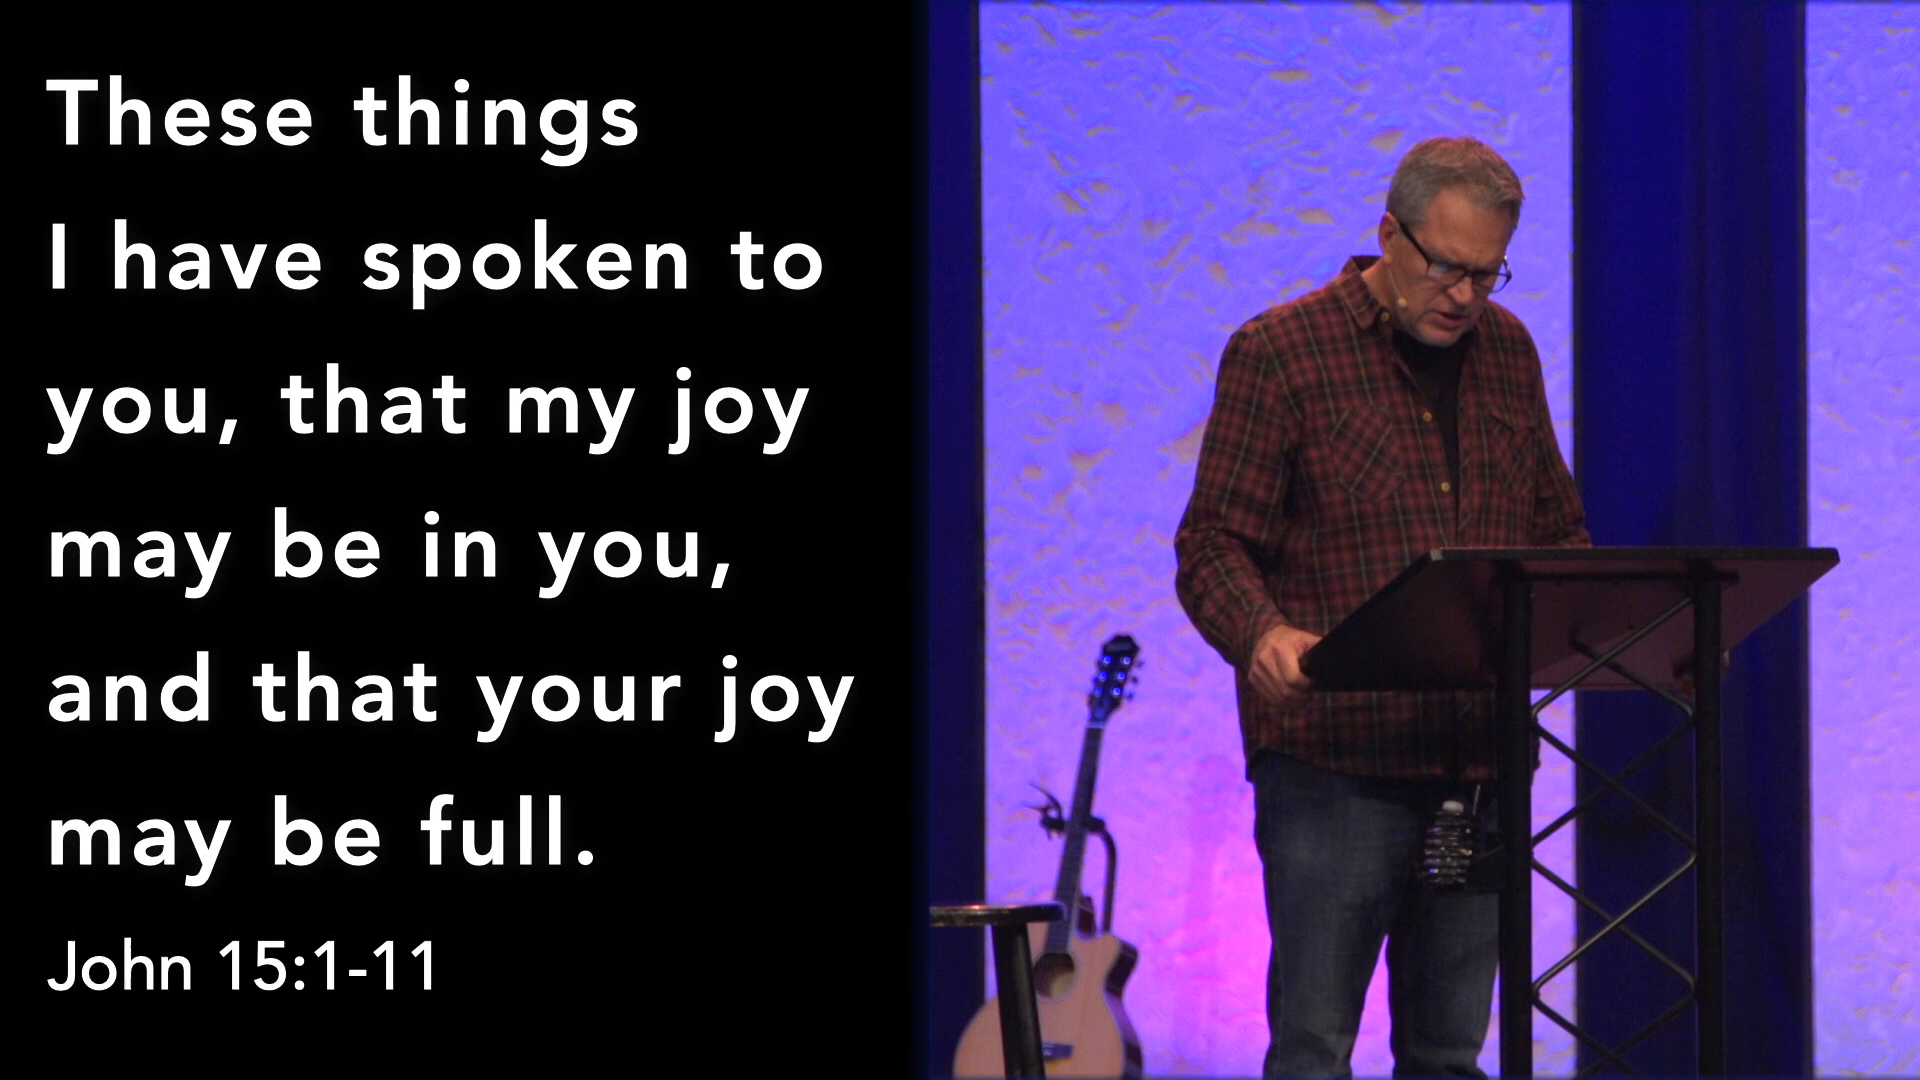 These things
I have spoken to
you, that my joy
may be in you,
and that your joy
may be full.
John 15:1-11